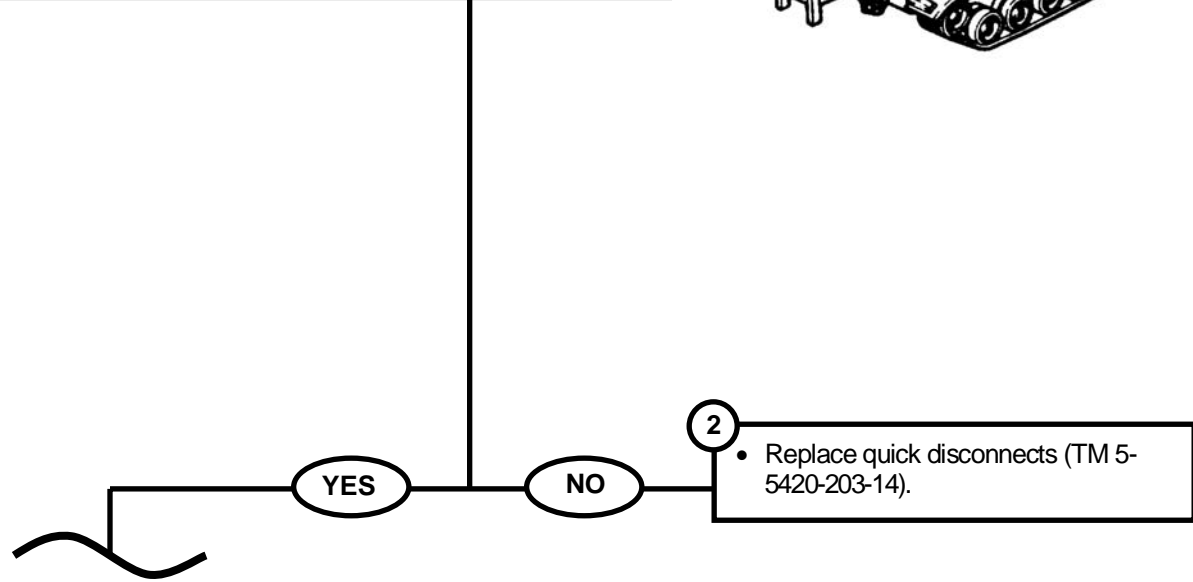 2
• Replace quick disconnects (TM 5-
5420-203-14).
YES
NO